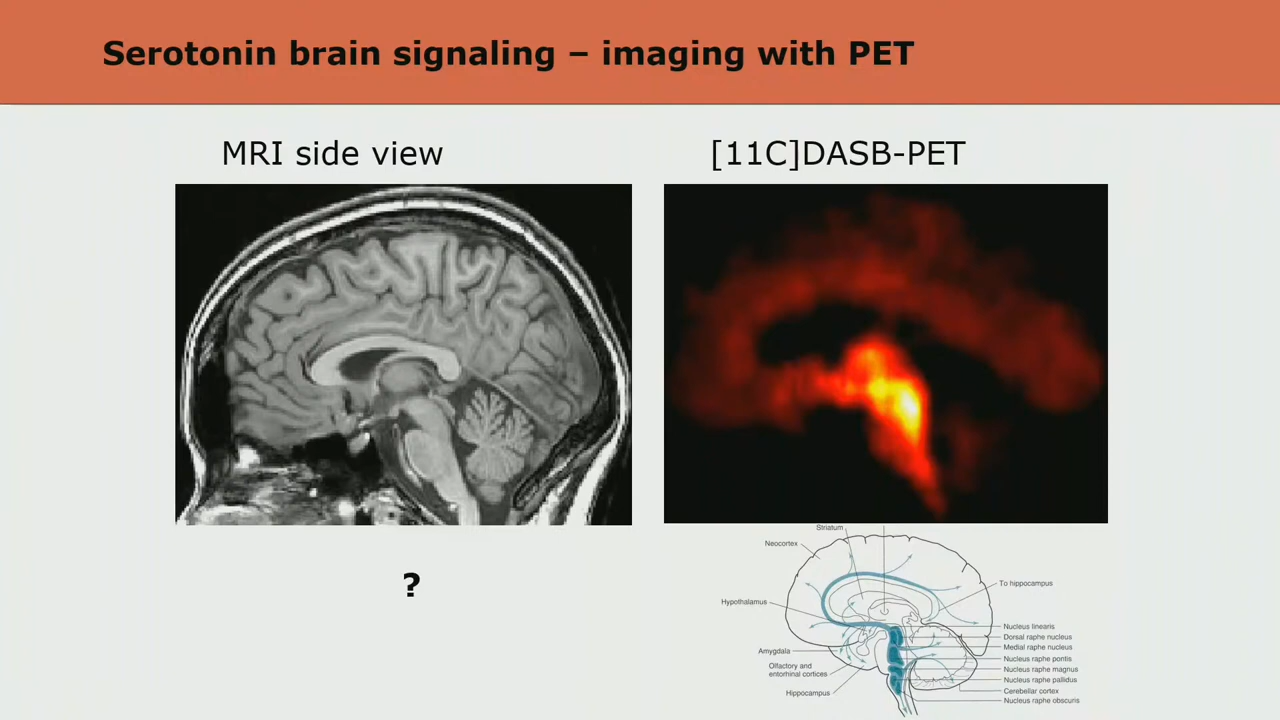 Serotonin brain signaling – imaging with PET
MRI side view
[11C]DASB-PET
?
Striatum
Neocortex
Hypothalamus
Amygdala
Olfactory and
entorhinal cortices
Hippocampus
To hippocampus
Nucleus linearis
Dorsal raphe nucleus
Medial raphe nucleus
Nucleus raphe pontis
Nucleus raphe magnus
Nucleus raphe pallidus
Cerebellar cortex
Nucleus raphe obscuris